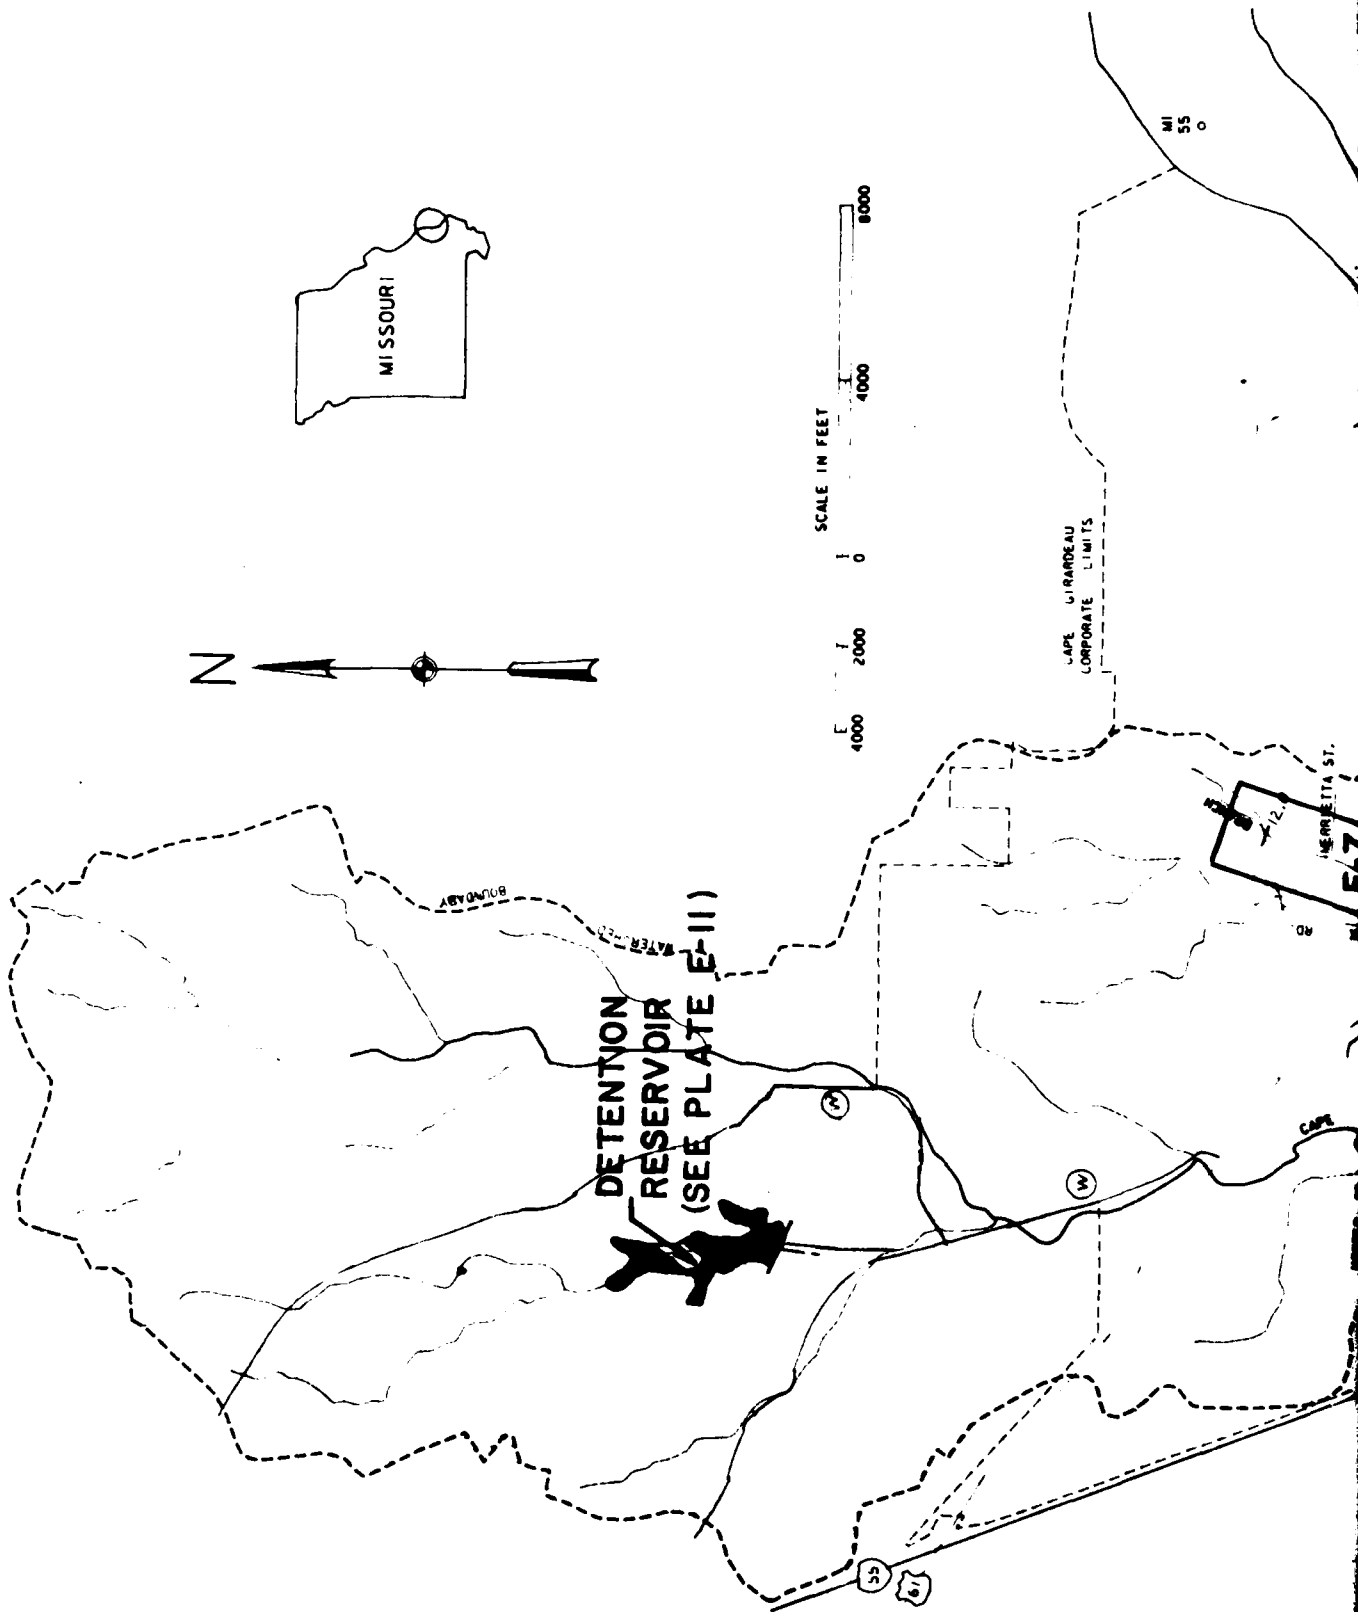 N
MISSOURI
SCALE IN FEET
4000
2000
0
4000
8000
BOUNDARY
DETENTION
RESERVOIR
(SEE PLATE E-11)
W
W
CAPE GIRARDEAU
CORPORATE LIMITS
MI
55
BRANCH
RD
CAPE
55
61